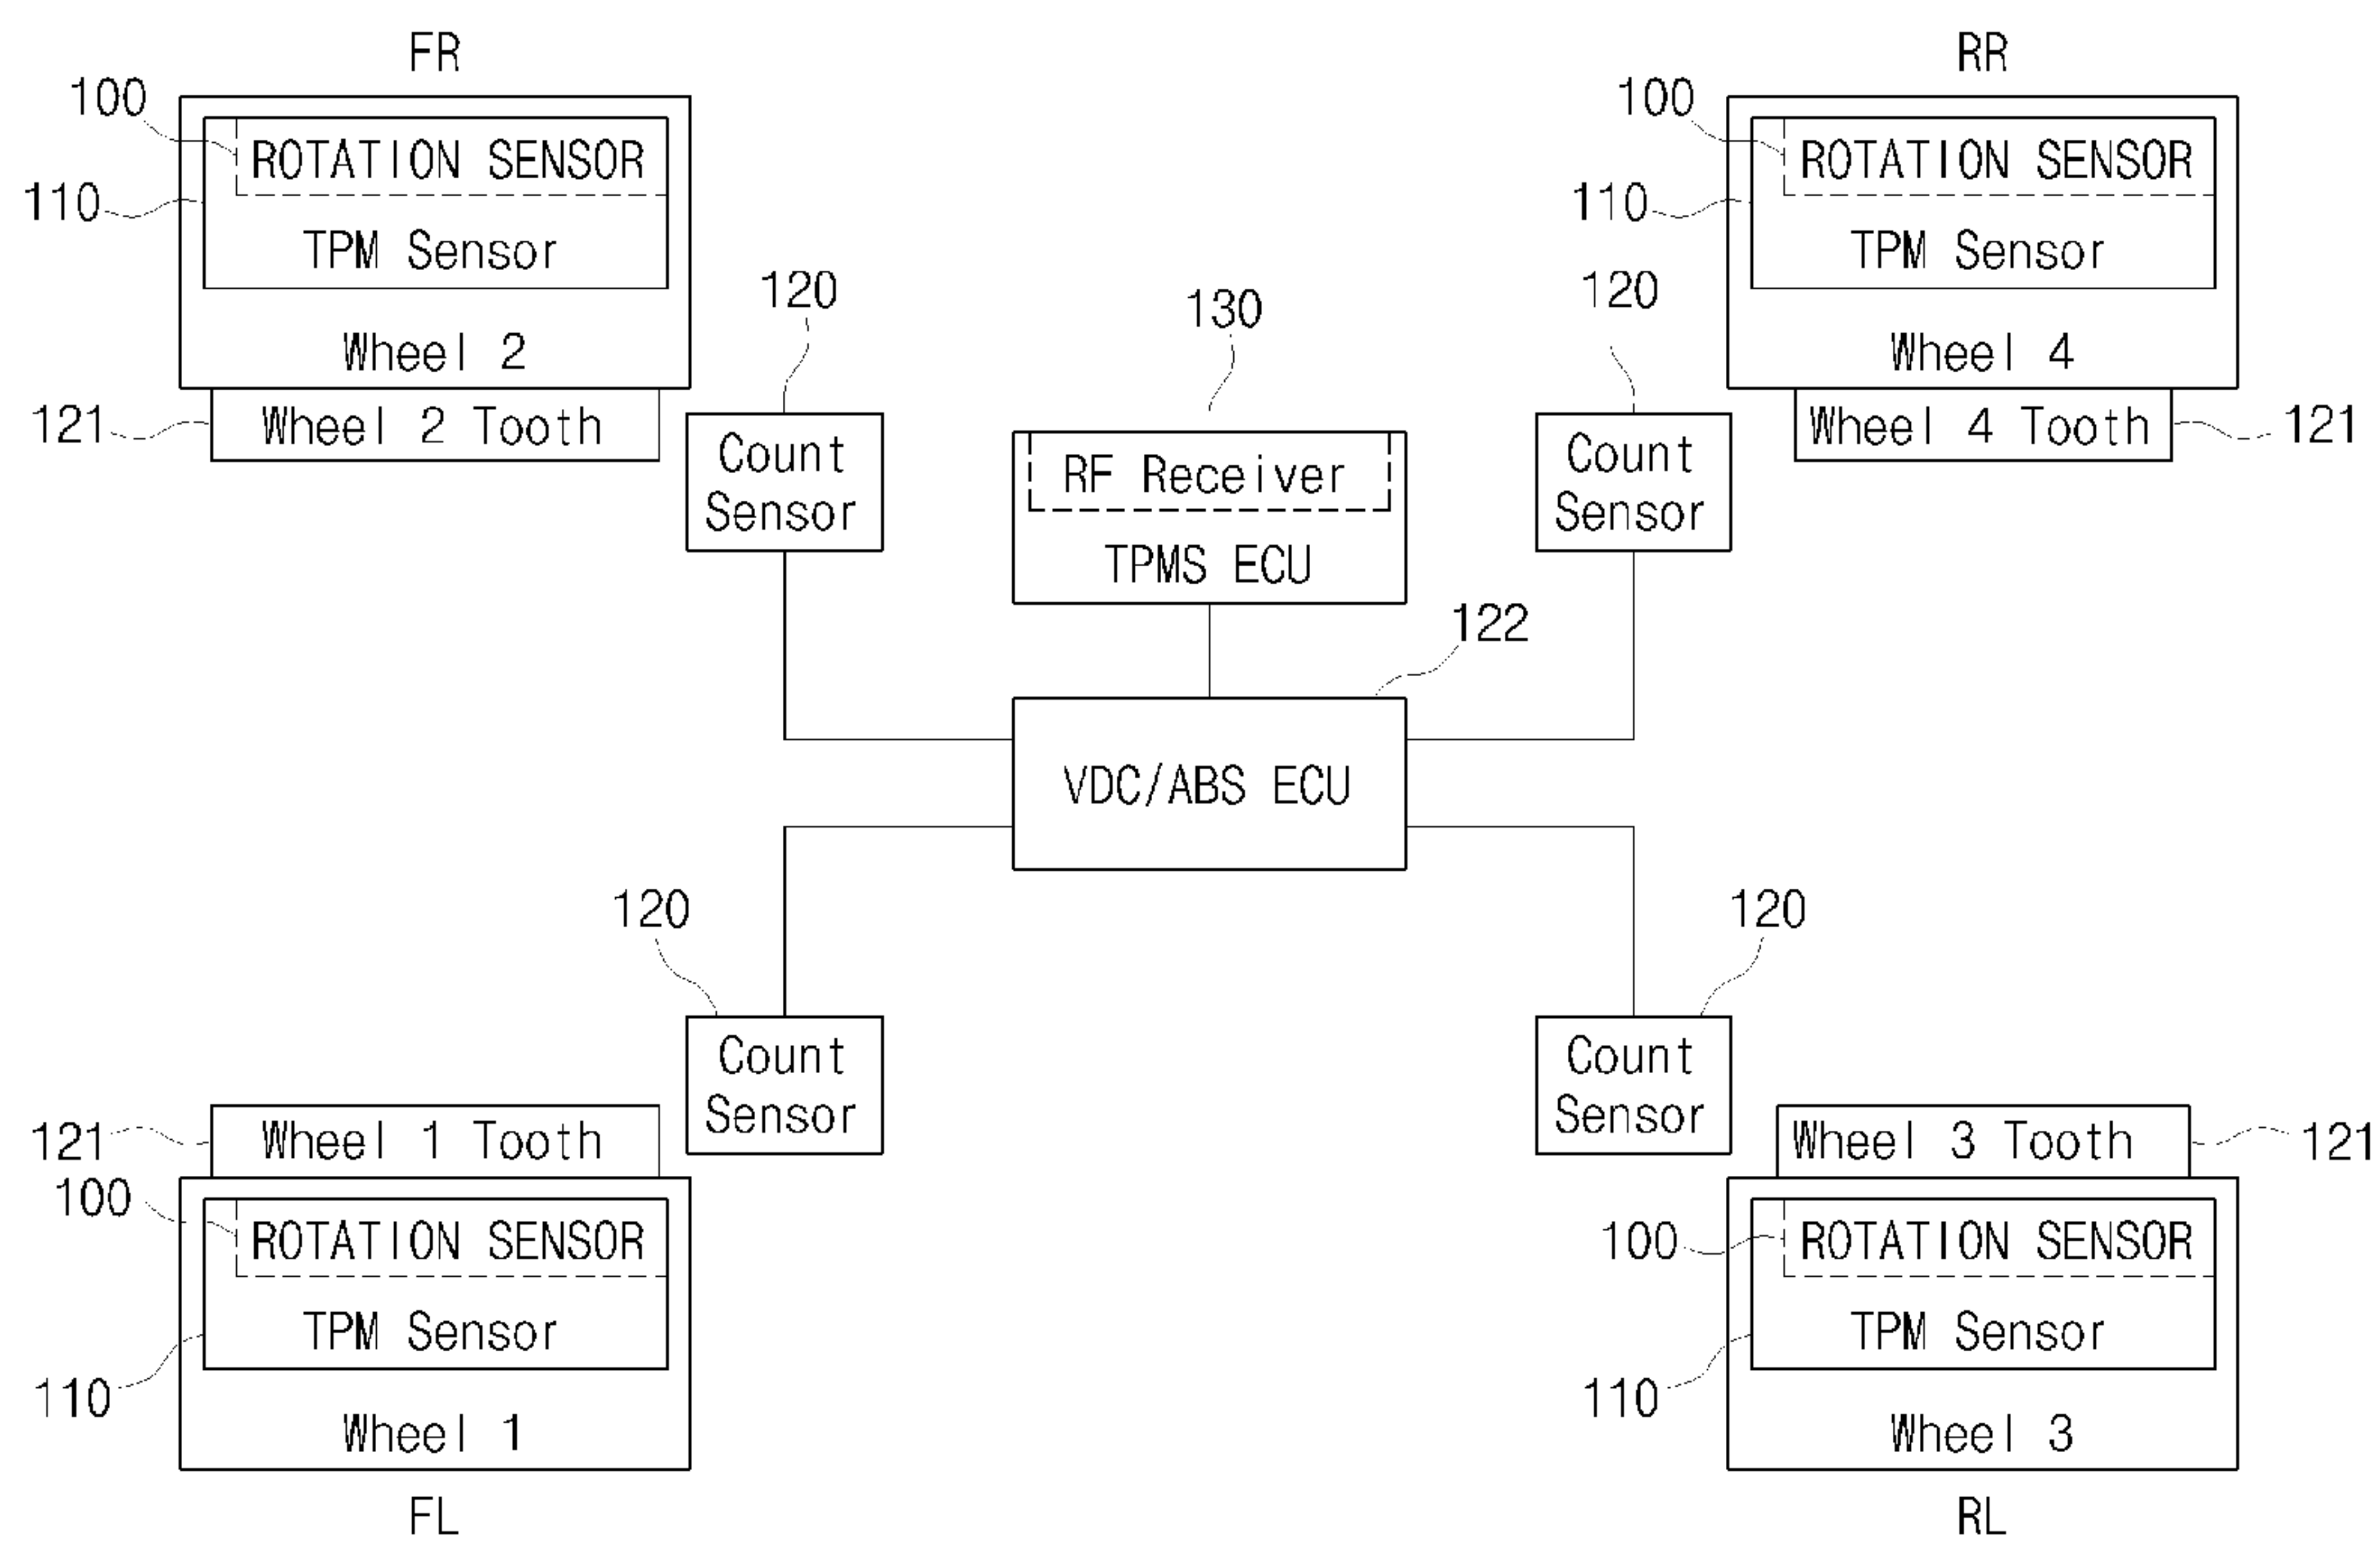 FR
100
ROTATION SENSOR
110
TPM Sensor
Wheel 2
121
Wheel 2 Tooth
120
Count
Sensor
130
RF Receiver
TPMS ECU
RR
100
ROTATION SENSOR
110
TPM Sensor
120
Wheel 4
Wheel 4 Tooth
121
Count
Sensor
122
VDC/ABS ECU
120
Count
Sensor
121
Wheel 1 Tooth
100
ROTATION SENSOR
TPM Sensor
110
Wheel 1
FL
120
Count
Sensor
Wheel 3 Tooth
121
100
ROTATION SENSOR
TPM Sensor
110
Wheel 3
RL